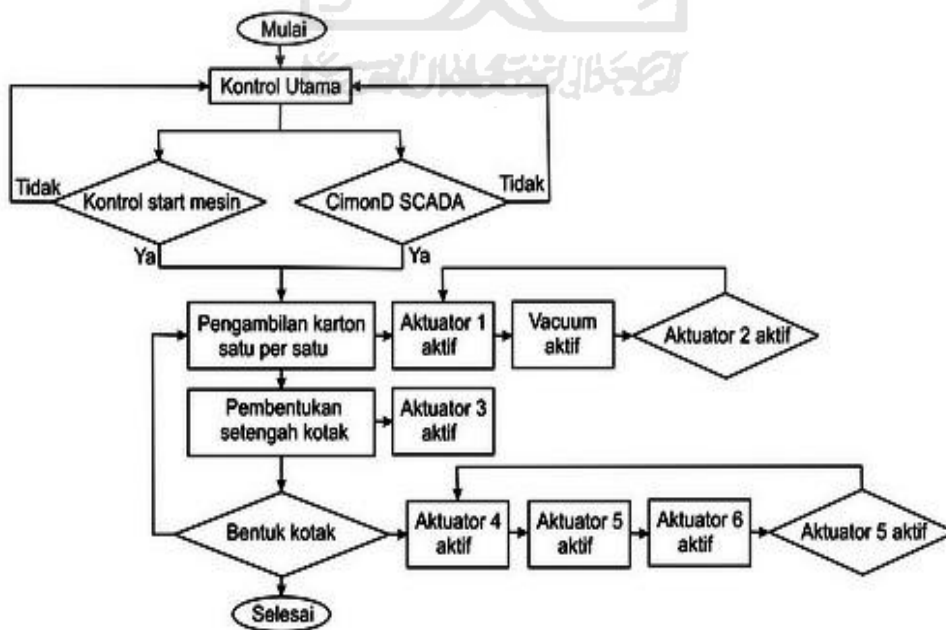 Mulai
Kontrol Utama
Tidak
Kontrol start mesin
CimonD SCADA
Tidak
Ya
Ya
Pengambilan karton
satu per satu
Aktuator 1
aktif
Vacuum
aktif
Aktuator 2 aktif
Pembentukan
setengah kotak
Aktuator 3
aktif
Bentuk kotak
Aktuator 4
aktif
Aktuator 5
aktif
Aktuator 6
aktif
Aktuator 5 aktif
Selesai